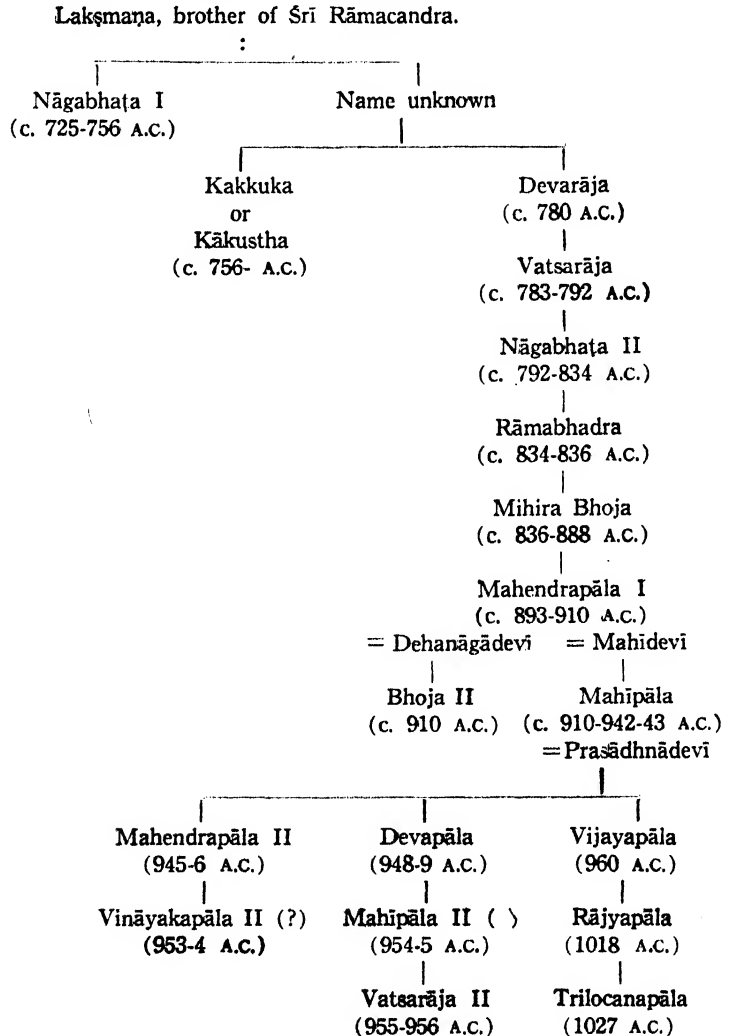 Lakṣmaṇa, brother of Śrī Rāmacandra.
:
Nāgabhaṭa I Name unknown
(c. 725-756 A.C.)
Kakkuka Devarāja
or (c. 780 A.C.)
Kākustha
(c. 756- A.C.) Vatsarāja
(c. 783-792 A.C.)
Nāgabhaṭa II
(c. 792-834 A.C.)
Rāmabhadra
(c. 834-836 A.C.)
Mihira Bhoja
(c. 836-888 A.C.)
Mahendrapāla I
(c. 893-910 A.C.)
= Dehanāgādevī = Mahīdevī
Bhoja II Mahīpāla
(c. 910 A.C.) (c. 910-942-43 A.C.)
=Prasādhnādevī
Mahendrapāla II Devapāla Vijayapāla
(945-6 A.C.) (948-9 A.C.) (960 A.C.)
Vināyakapāla II (?) Mahīpāla II ( ) Rājyapāla
(953-4 A.C.) (954-5 A.C.) (1018 A.C.)
Vatsarāja II Trilocanapāla
(955-956 A.C.) (1027 A.C.)